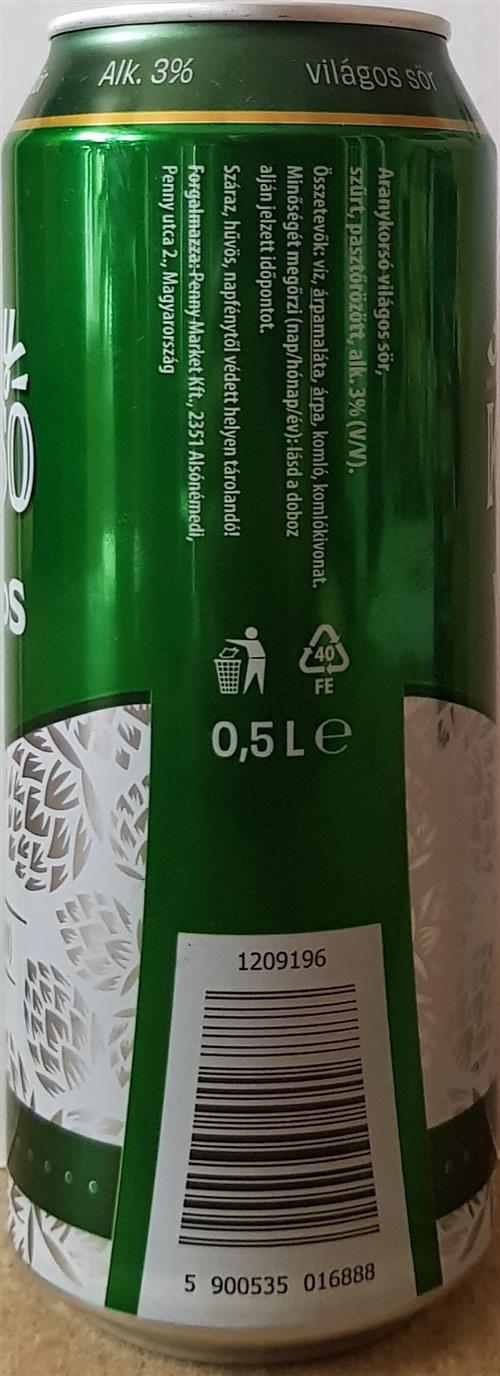 Alk. 3% világos sör
Aranykorsó világos sör,
szűrt, pasztőrözött, alk. 3% (V/V).
Összetevők: víz, árpamaláta, árpa, komló, komlókivonat.
Minőségét megőrzi (nap/hónap/év): lásd a doboz
alján jelzett időpontot.
Száraz, hűvös, napfénytől védett helyen tárolandó!
Forgalmazza: Penny Market Kft., 2351 Alsónémedi,
Penny utca 2., Magyarország
40
FE
0,5 L e
1209196
5 900535 016888